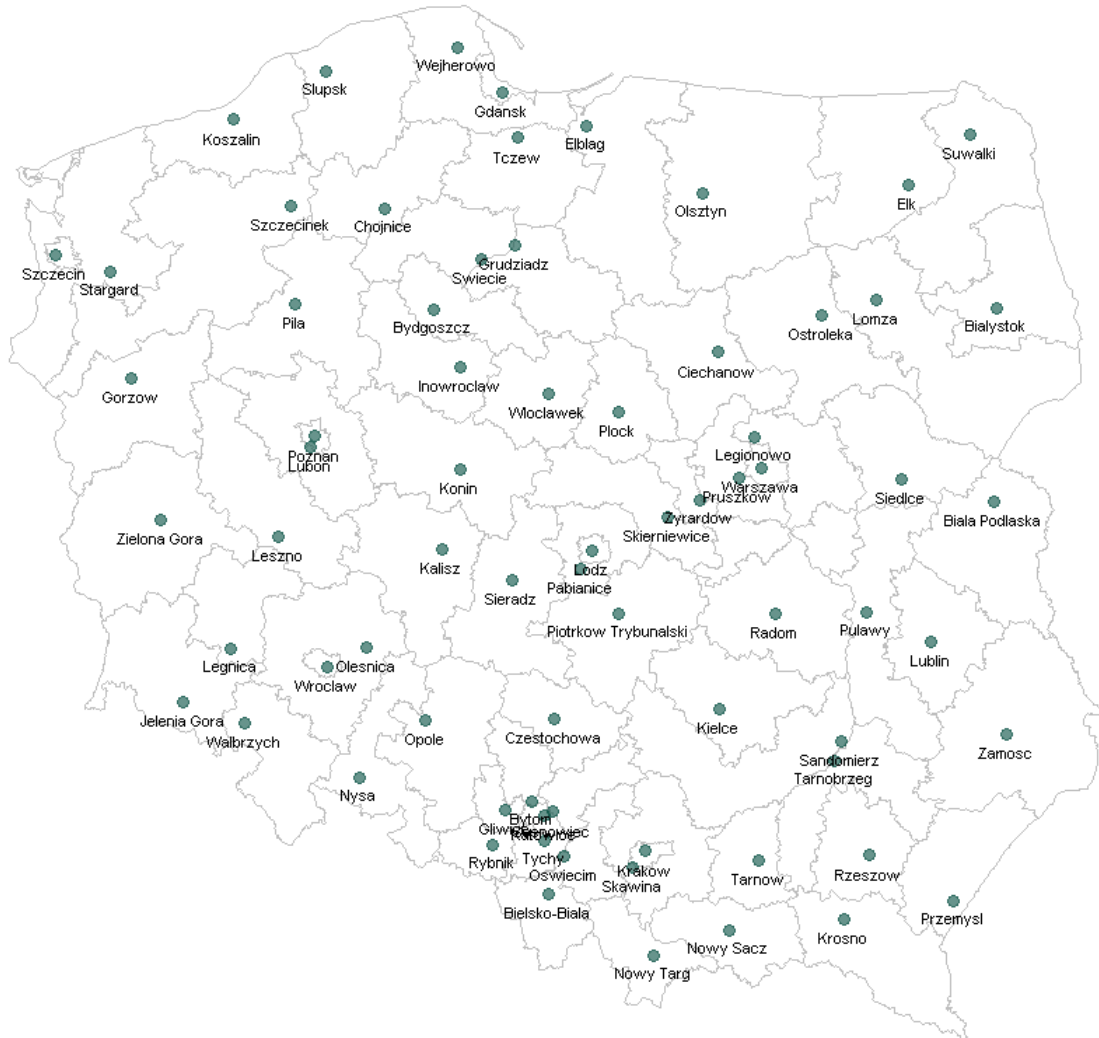 Wejherowo
Slupsk
Gdansk
Koszalin
Elblag
Tczew
Suwalki
Elk
Olsztyn
Szczecinek
Chojnice
Szczecin
Grudziadz
Swiecie
Stargard
Pila
Bydgoszcz
Ostroleka
Lomza
Bialystok
Ciechanow
Inowroclaw
Gorzow
Wloclawek
Plock
Legionowo
Poznan
Lubon
Konin
Warszawa
Pruszkow
Siedlce
Zyrardow
Biala Podlaska
Zielona Gora
Leszno
Skierniewice
Kalisz
Lodz
Pabianice
Sieradz
Piotrkow Trybunalski
Radom
Pulawy
Lublin
Legnica
Olesnica
Wroclaw
Jelenia Gora
Walbrzych
Opole
Czestochowa
Kielce
Zamosc
Sandomierz
Tarnobrzeg
Nysa
Bytom
Gliwice
Sosnowiec
Katowice
Tychy
Rybnik
Oswiecim
Krakow
Skawina
Tarnow
Rzeszow
Bielsko-Biala
Przemysl
Krosno
Nowy Sacz
Nowy Targ